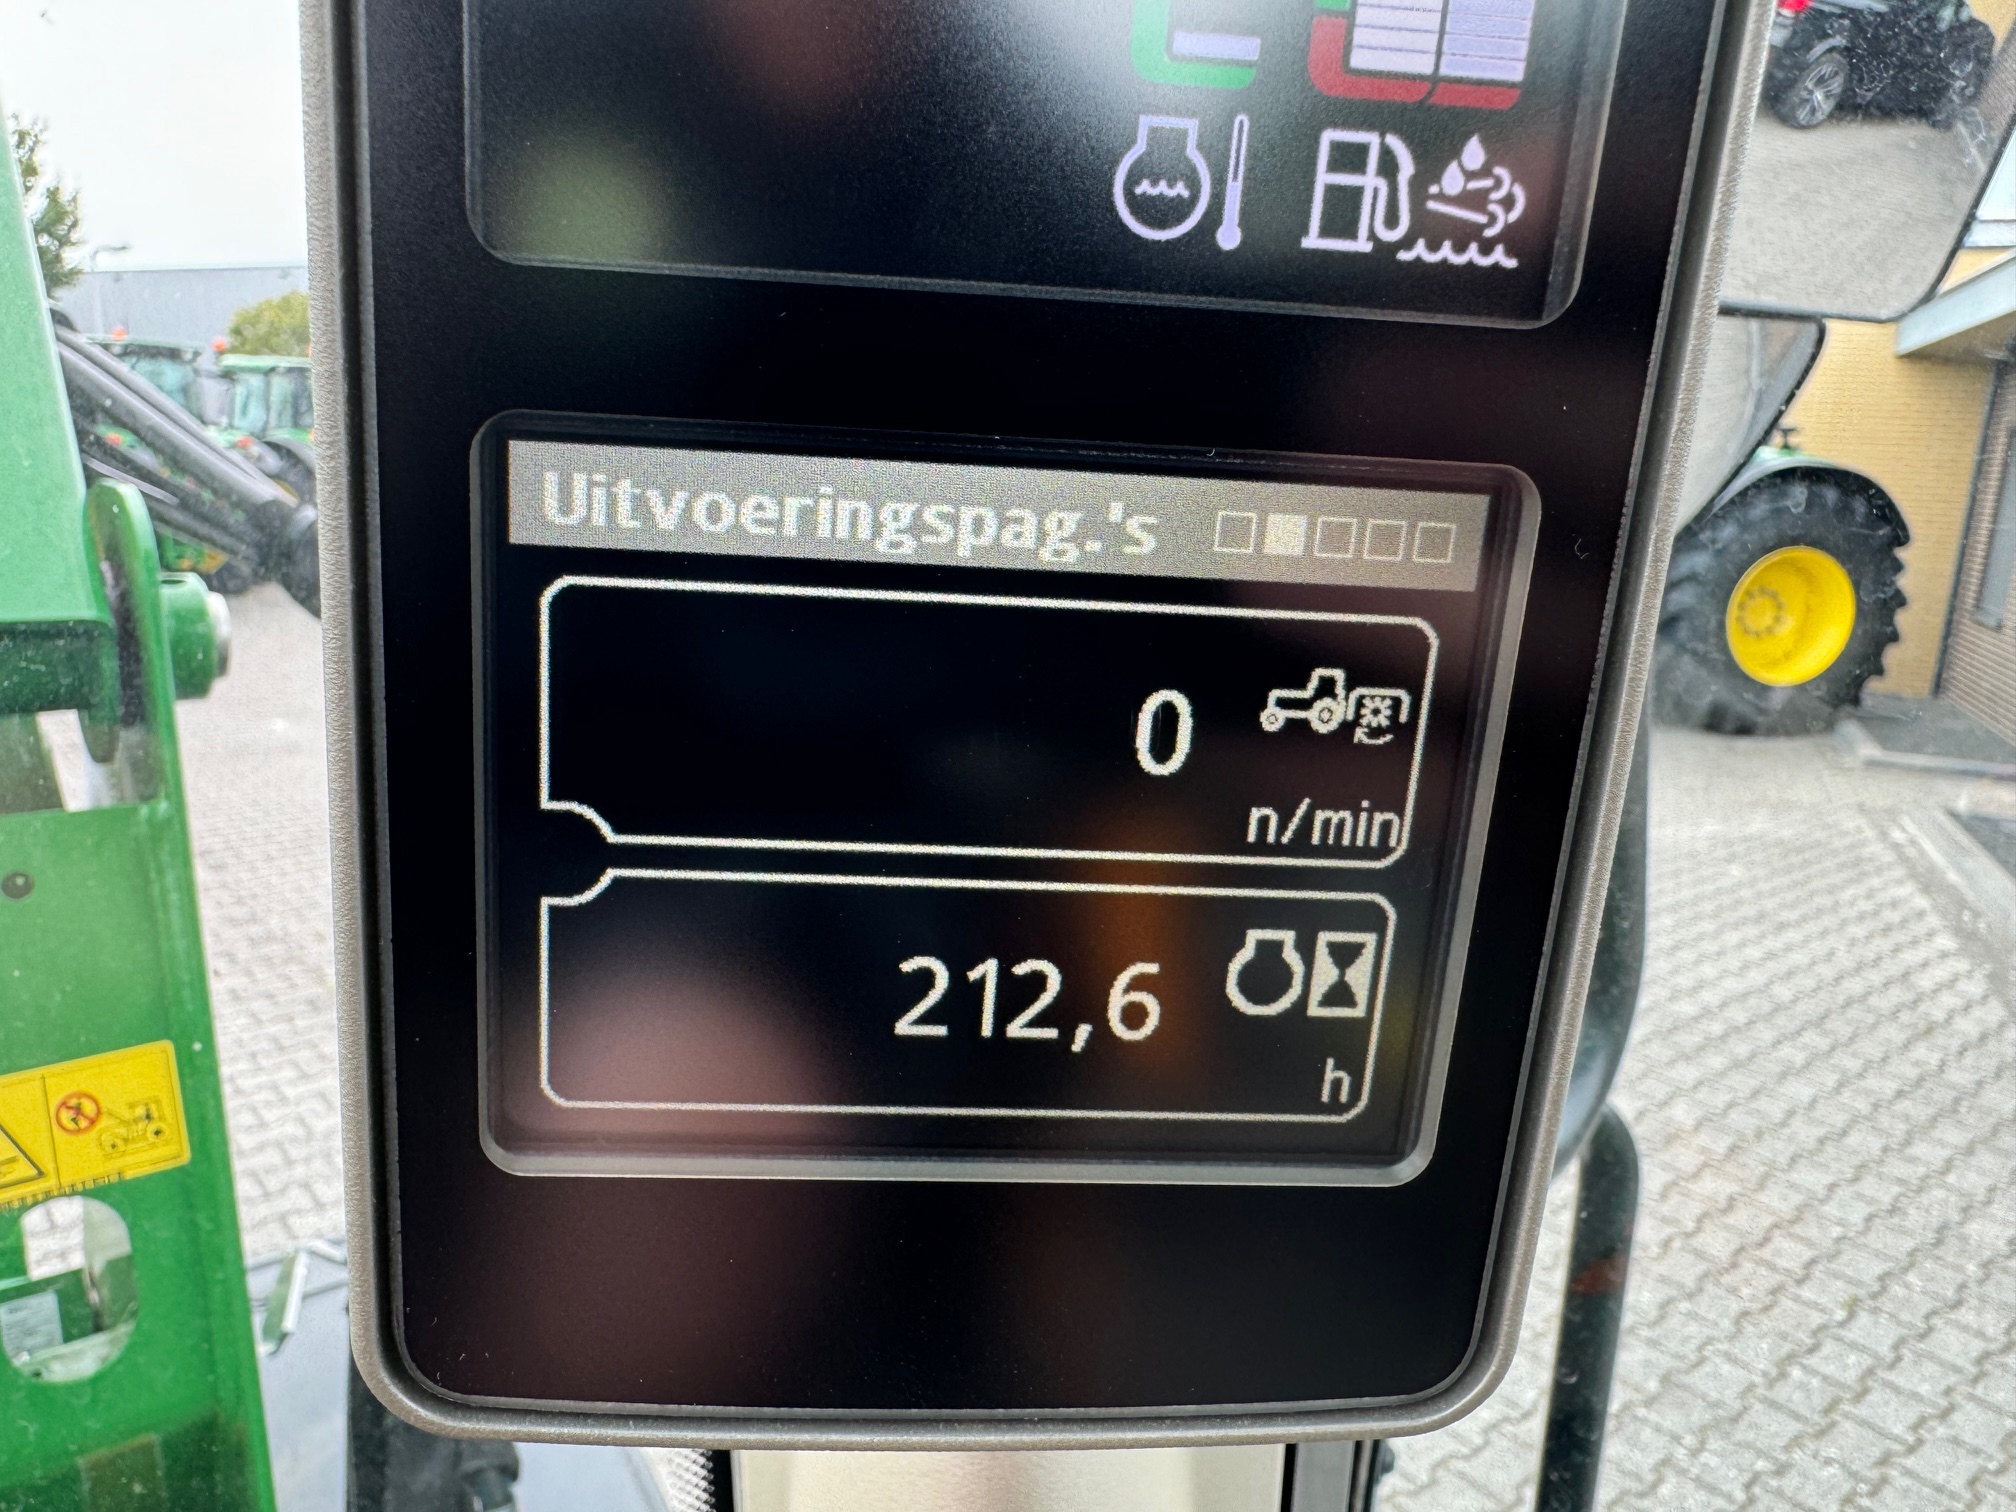 Uitvoeringspag.'s
0
n/min
212,6
h